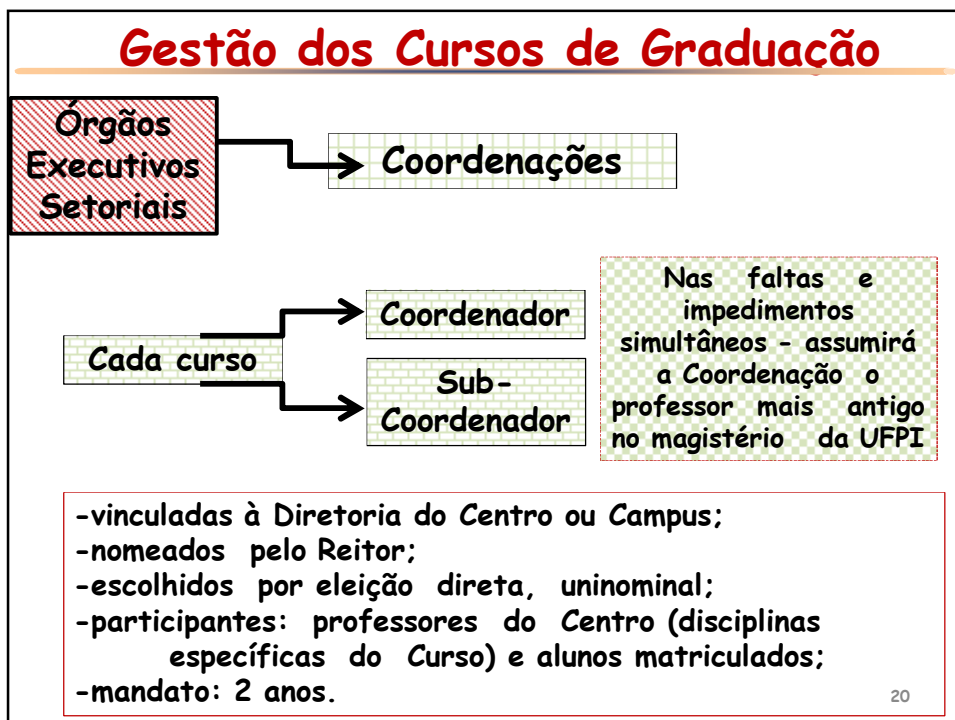 Gestão dos Cursos de Graduação
Órgãos
Executivos
Setoriais
Coordenações
Cada curso
Coordenador
Sub-
Coordenador
Nas faltas e
impedimentos
simultâneos - assumirá
a Coordenação o
professor mais antigo
no magistério da UFPI
-vinculadas à Diretoria do Centro ou Campus;
-nomeados pelo Reitor;
-escolhidos por eleição direta, uninominal;
-participantes: professores do Centro (disciplinas
específicas do Curso) e alunos matriculados;
-mandato: 2 anos.
20